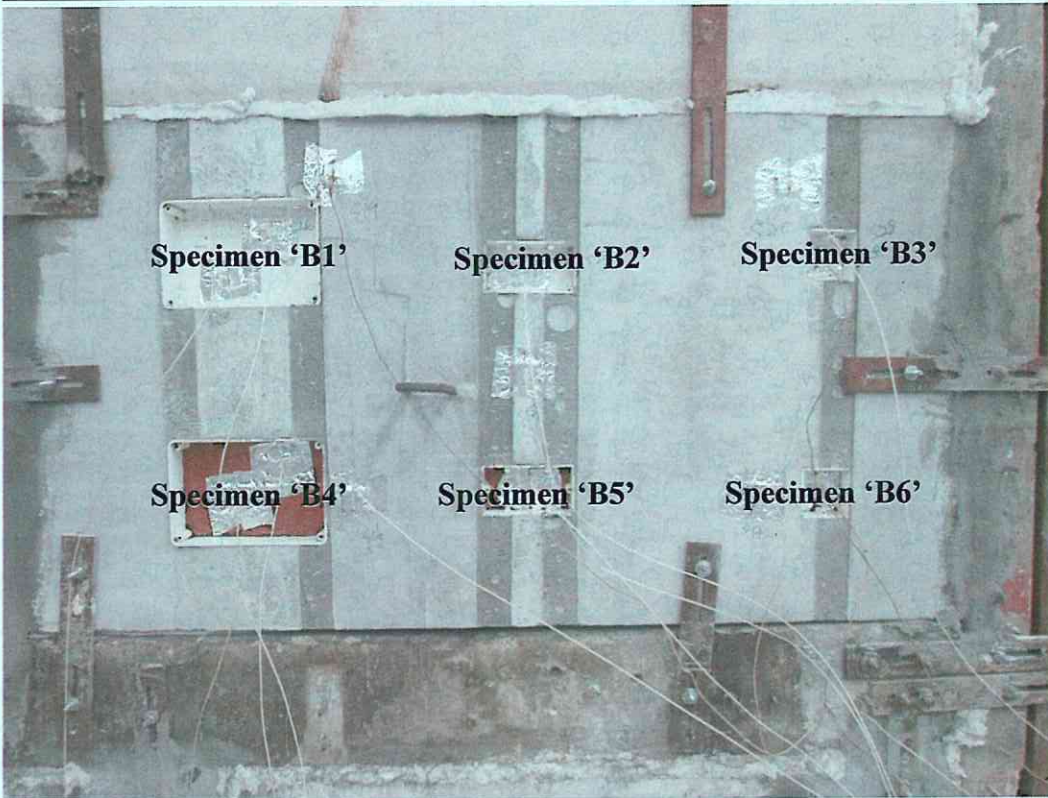 Specimen ‘B1’
Specimen ‘B2’
Specimen ‘B3’
Specimen ‘B4’
Specimen ‘B5’
Specimen ‘B6’